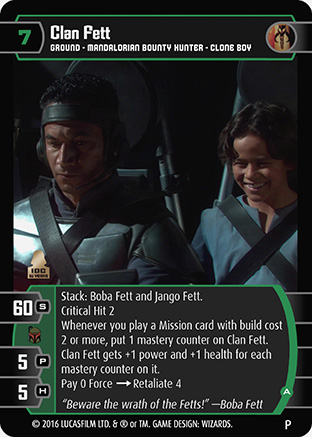 7
Clan Fett
GROUND - MANDALORIAN BOUNTY HUNTER - CLONE BOY
IDC
60 S
Stack: Boba Fett and Jango Fett.
Critical Hit 2
Whenever you play a Mission card with build cost
2 or more, put 1 mastery counter on Clan Fett.
5 P
Clan Fett gets +1 power and +1 health for each
mastery counter on it.
5 H
Pay 0 Force → Retaliate 4
A
“Beware the wrath of the Fetts!” —Boba Fett
© 2016 LUCASFILM LTD. & ® or TM. GAME DESIGN: WIZARDS.
P